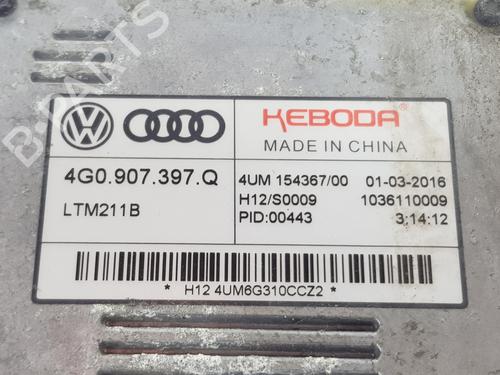 KEBODA
MADE IN CHINA
4G0.907.397.Q
LTM211B
4UM 154367/00 01-03-2016
H12/S0009 1036110009
PID:00443 3;14:12
* H12 4UM6G310CCZ2 *
B-PARTS